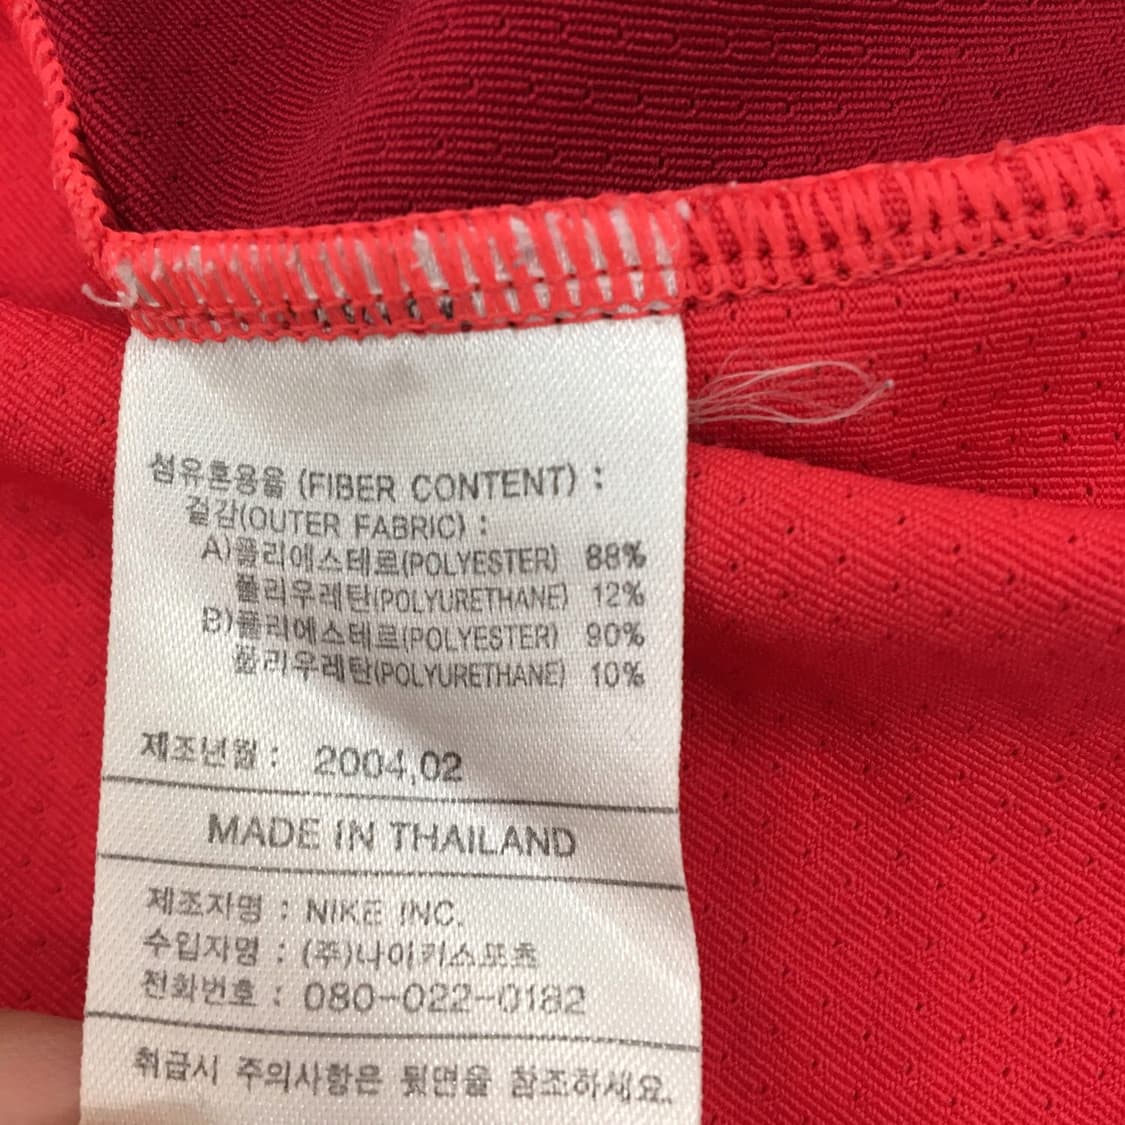 섬유혼용율 (FIBER CONTENT) :
겉감(OUTER FABRIC) :
A)폴리에스테르(POLYESTER) 88%
폴리우레탄(POLYURETHANE) 12%
B)폴리에스테르(POLYESTER) 90%
폴리우레탄(POLYURETHANE) 10%
제조년월 : 2004,02
MADE IN THAILAND
제조자명 : NIKE INC.
수입자명 : (주)나이키스포츠
전화번호 : 080-022-0182
취급시 주의사항은 뒷면을 참조하세요.